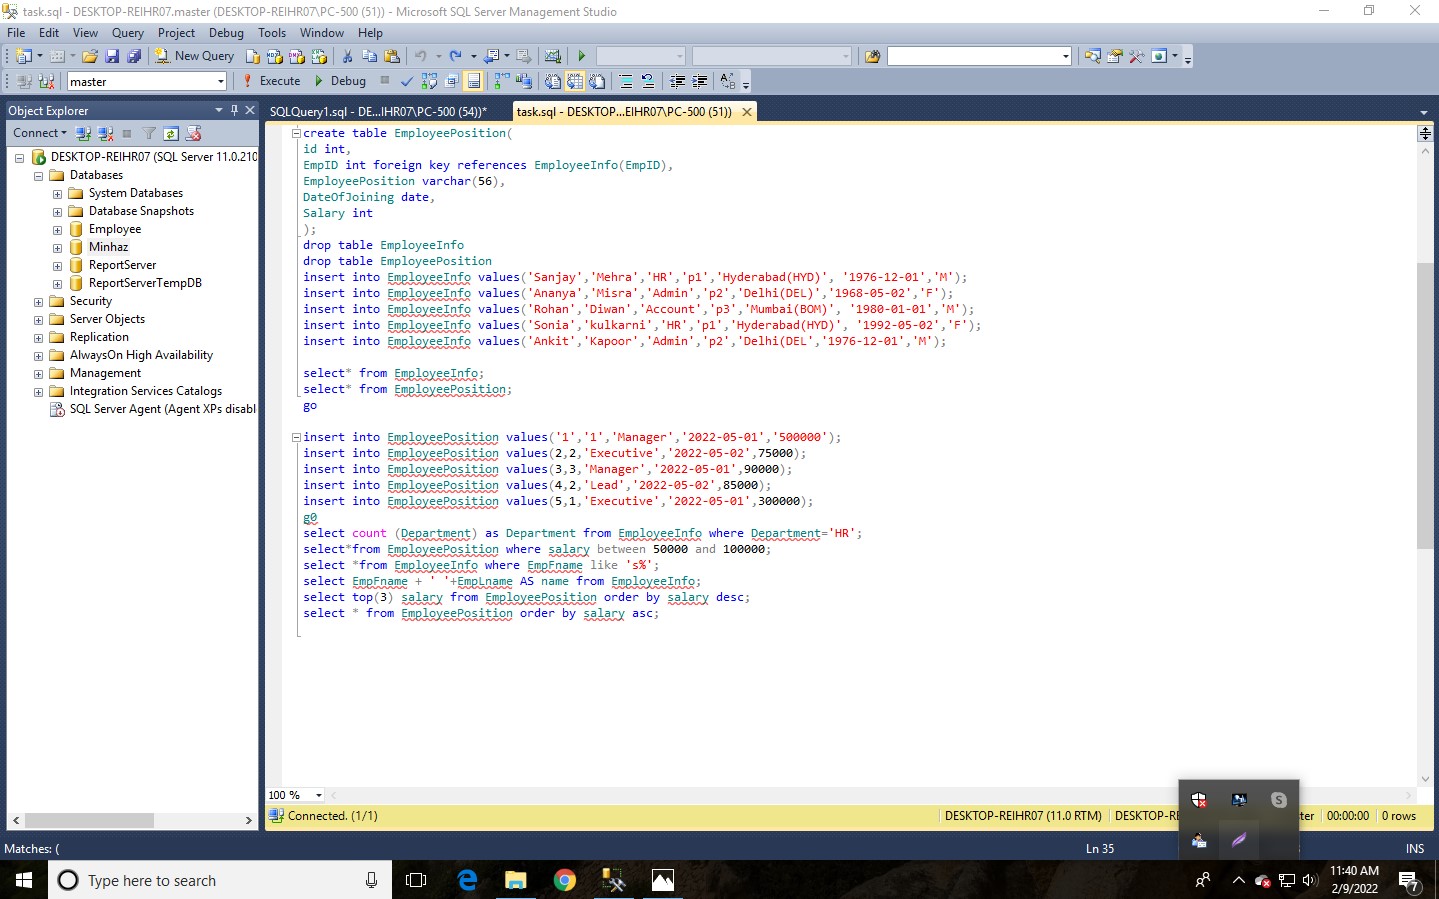 task.sql - DESKTOP-REIHR07.master (DESKTOP-REIHR07\PC-500 (51)) - Microsoft SQL Server Management Studio
File Edit View Query Project Debug Tools Window Help
New Query
master Execute Debug
Object Explorer
SQLQuery1.sql - DE...IHR07\PC-500 (54))* task.sql - DESKTOP...EIHR07\PC-500 (51))
Connect
DESKTOP-REIHR07 (SQL Server 11.0.210
Databases
System Databases
Database Snapshots
Employee
Minhaz
ReportServer
ReportServerTempDB
Security
Server Objects
Replication
AlwaysOn High Availability
Management
Integration Services Catalogs
SQL Server Agent (Agent XPs disabl
create table EmployeePosition(
id int,
EmpID int foreign key references EmployeeInfo(EmpID),
EmployeePosition varchar(56),
DateOfJoining date,
Salary int
);
drop table EmployeeInfo
drop table EmployeePosition
insert into EmployeeInfo values('Sanjay','Mehra','HR','p1','Hyderabad(HYD)', '1976-12-01','M');
insert into EmployeeInfo values('Ananya','Misra','Admin','p2','Delhi(DEL)','1968-05-02','F');
insert into EmployeeInfo values('Rohan','Diwan','Account','p3','Mumbai(BOM)', '1980-01-01','M');
insert into EmployeeInfo values('Sonia','kulkarni','HR','p1','Hyderabad(HYD)', '1992-05-02','F');
insert into EmployeeInfo values('Ankit','Kapoor','Admin','p2','Delhi(DEL','1976-12-01','M');
select* from EmployeeInfo;
select* from EmployeePosition;
go
insert into EmployeePosition values('1','1','Manager','2022-05-01','500000');
insert into EmployeePosition values(2,2,'Executive','2022-05-02',75000);
insert into EmployeePosition values(3,3,'Manager','2022-05-01',90000);
insert into EmployeePosition values(4,2,'Lead','2022-05-02',85000);
insert into EmployeePosition values(5,1,'Executive','2022-05-01',300000);
g0
select count (Department) as Department from EmployeeInfo where Department='HR';
select*from EmployeePosition where salary between 50000 and 100000;
select *from EmployeeInfo where EmpFname like 's%';
select EmpFname + ' '+EmpLname AS name from EmployeeInfo;
select top(3) salary from EmployeePosition order by salary desc;
select * from EmployeePosition order by salary asc;
100 %
Connected. (1/1) DESKTOP-REIHR07 (11.0 RTM) DESKTOP-RE ter 00:00:00 0 rows
Matches: ( Ln 35 INS
Type here to search
11:40 AM
2/9/2022
7